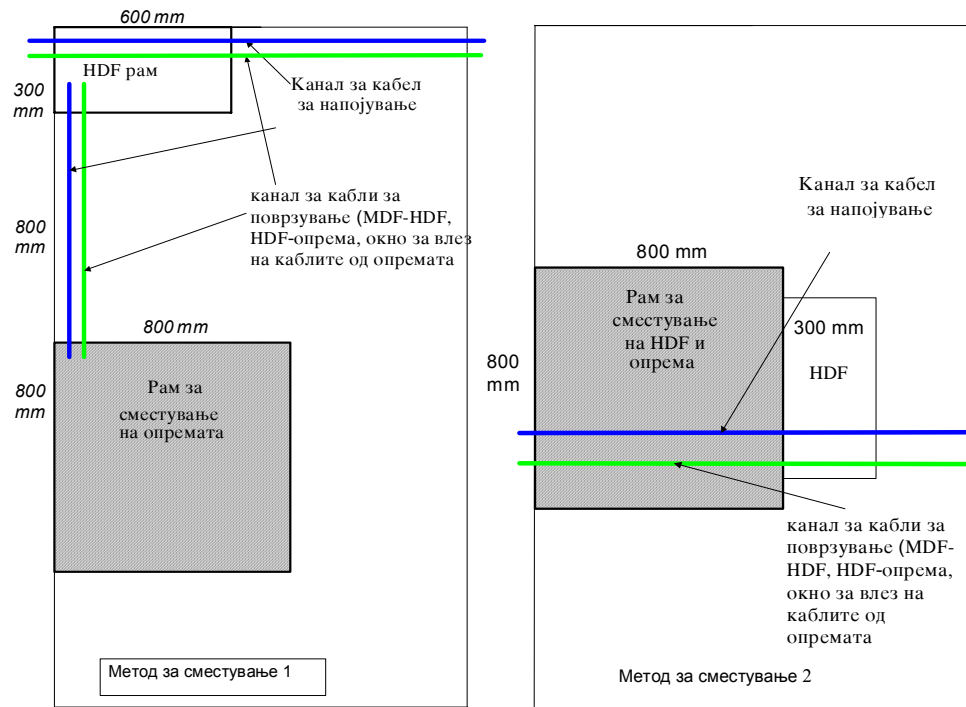 600 mm
HDF рам
300
mm
Канал за кабел
за напојување
канал за кабли за
поврзување (MDF-HDF,
HDF-опрема, окно за влез
на каблите од опремата
800
mm
800 mm
800
mm
Рам за
сместување
на опремата
Метод за сместување 1
Канал за кабел
за напојување
800 mm
Рам за
сместување
на HDF и
опрема
300 mm
HDF
800
mm
канал за кабли за
поврзување (MDF-
HDF, HDF-опрема,
окно за влез на
каблите од
опремата
Метод за сместување 2